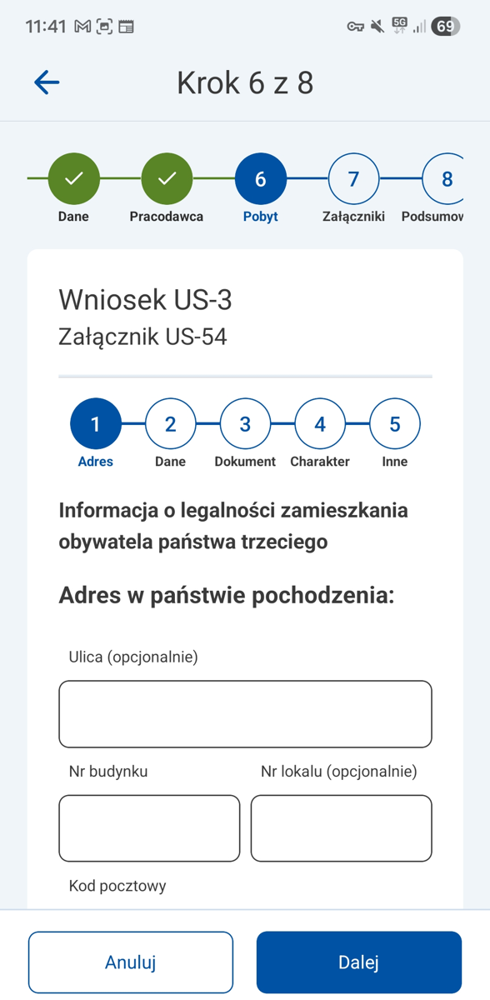 11:41 5G 69
Krok 6 z 8
6 7 8
Dane Pracodawca Pobyt Załączniki Podsumow
Wniosek US-3
Załącznik US-54
1 2 3 4 5
Adres Dane Dokument Charakter Inne
Informacja o legalności zamieszkania
obywatela państwa trzeciego
Adres w państwie pochodzenia:
Ulica (opcjonalnie)
Nr budynku Nr lokalu (opcjonalnie)
Kod pocztowy
Anuluj Dalej